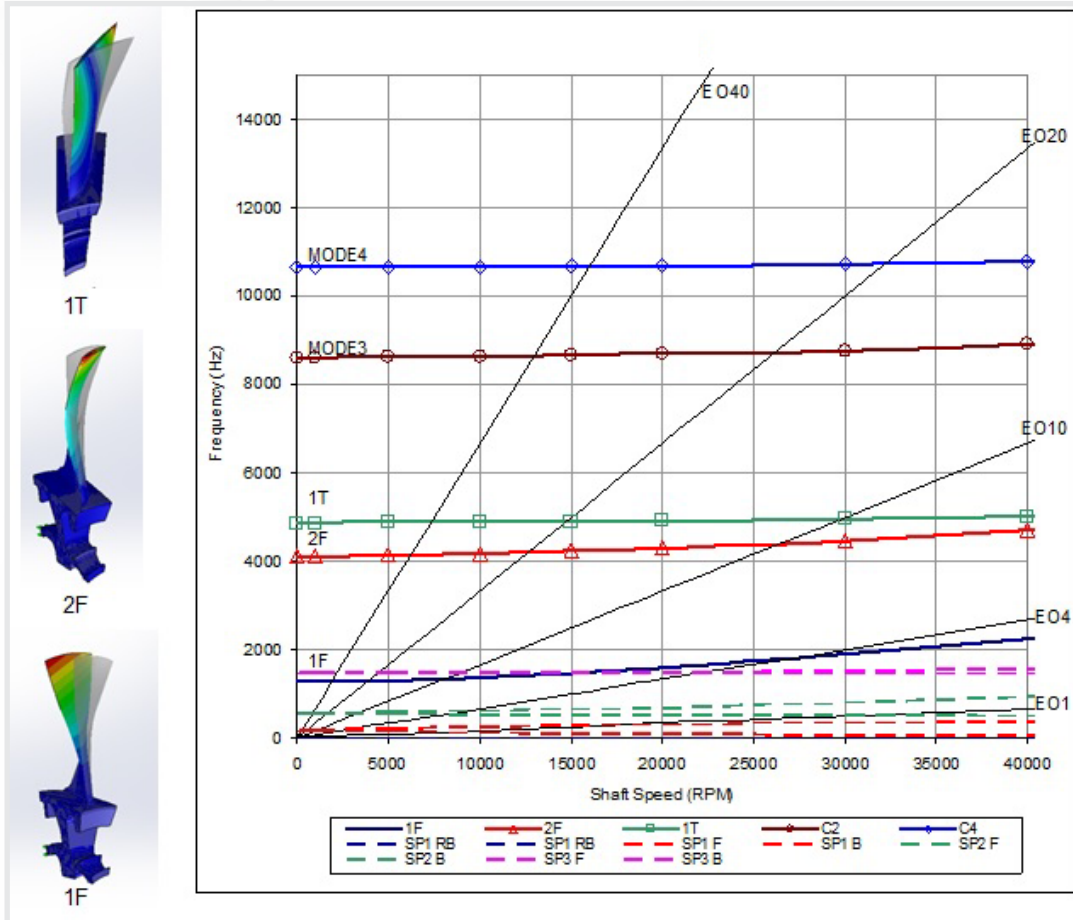 1T
2F
1F
Frequency (Hz)
14000
12000
10000
8000
6000
4000
2000
0
EO40
EO20
MODE4
MODE3
EO10
1T
2F
EO4
1F
EO1
0 5000 10000 15000 20000 25000 30000 35000 40000
Shaft Speed (RPM)
1F 2F 1T C2 C4
SP1 RB SP1 RB SP1 F SP1 B SP2 F
SP2 B SP3 F SP3 B